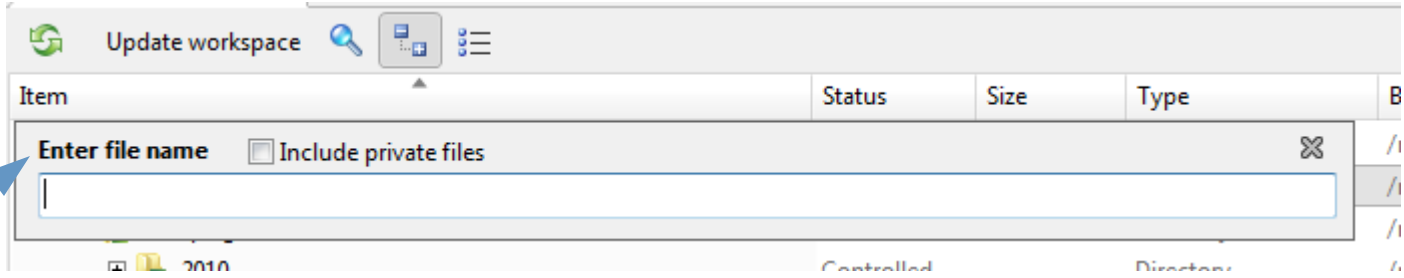 Update workspace
Item Status Size Type B
Enter file name Include private files
2010 Controlled Directory